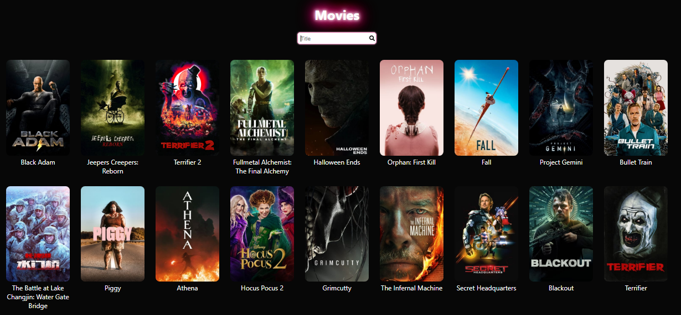 Movies
Title
BLACK
ADAM
JEEPERS CREEPERS
TERRIFIER 2
FULLMETAL
ALCHEMIST
THE FINAL ALCHEMY
HALLOWEEN
ENDS
ORPHAN
FIRST KILL
FALL
PROJECT
GEMINI
BULLET
TRAIN
Black Adam
Jeepers Creepers:
Reborn
Terrifier 2
Fullmetal Alchemist:
The Final Alchemy
Halloween Ends
Orphan: First Kill
Fall
Project Gemini
Bullet Train
PIGGY
ATHENA
HOCUS
POCUS 2
GRIMCUTTY
THE INFERNAL
MACHINE
SECRET
HEADQUARTERS
BLACKOUT
TERRIFIER
The Battle at Lake
Changjin: Water Gate
Bridge
Piggy
Athena
Hocus Pocus 2
Grimcutty
The Infernal Machine
Secret Headquarters
Blackout
Terrifier